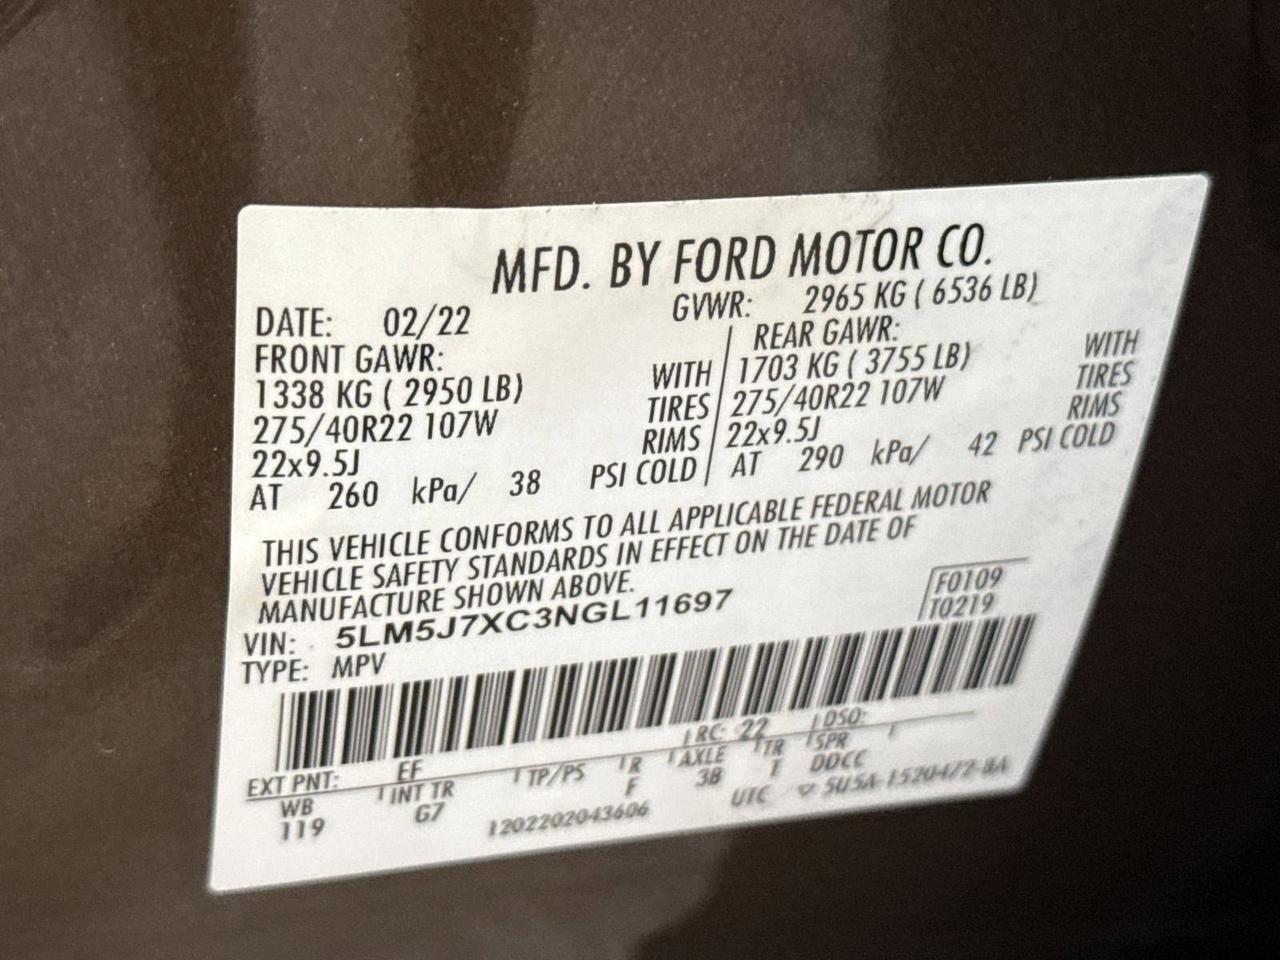 MFD. BY FORD MOTOR CO.
DATE: 02/22 GVWR: 2965 KG ( 6536 LB)
FRONT GAWR: REAR GAWR:
1338 KG ( 2950 LB) WITH 1703 KG ( 3755 LB) WITH
275/40R22 107W TIRES 275/40R22 107W TIRES
22x9.5J RIMS 22x9.5J RIMS
AT 260 kPa/ 38 PSI COLD AT 290 kPa/ 42 PSI COLD
THIS VEHICLE CONFORMS TO ALL APPLICABLE FEDERAL MOTOR
VEHICLE SAFETY STANDARDS IN EFFECT ON THE DATE OF
MANUFACTURE SHOWN ABOVE.
F0109
T0219
VIN: 5LM5J7XC3NGL11697
TYPE: MPV
EXT PNT: EF RC: 22 DSO:
WB INT TR TP/PS R AXLE TR SPR
119 G7 F 3B T DDCC
1202202043606 UTC ▽ 5U5A-1520472-BA